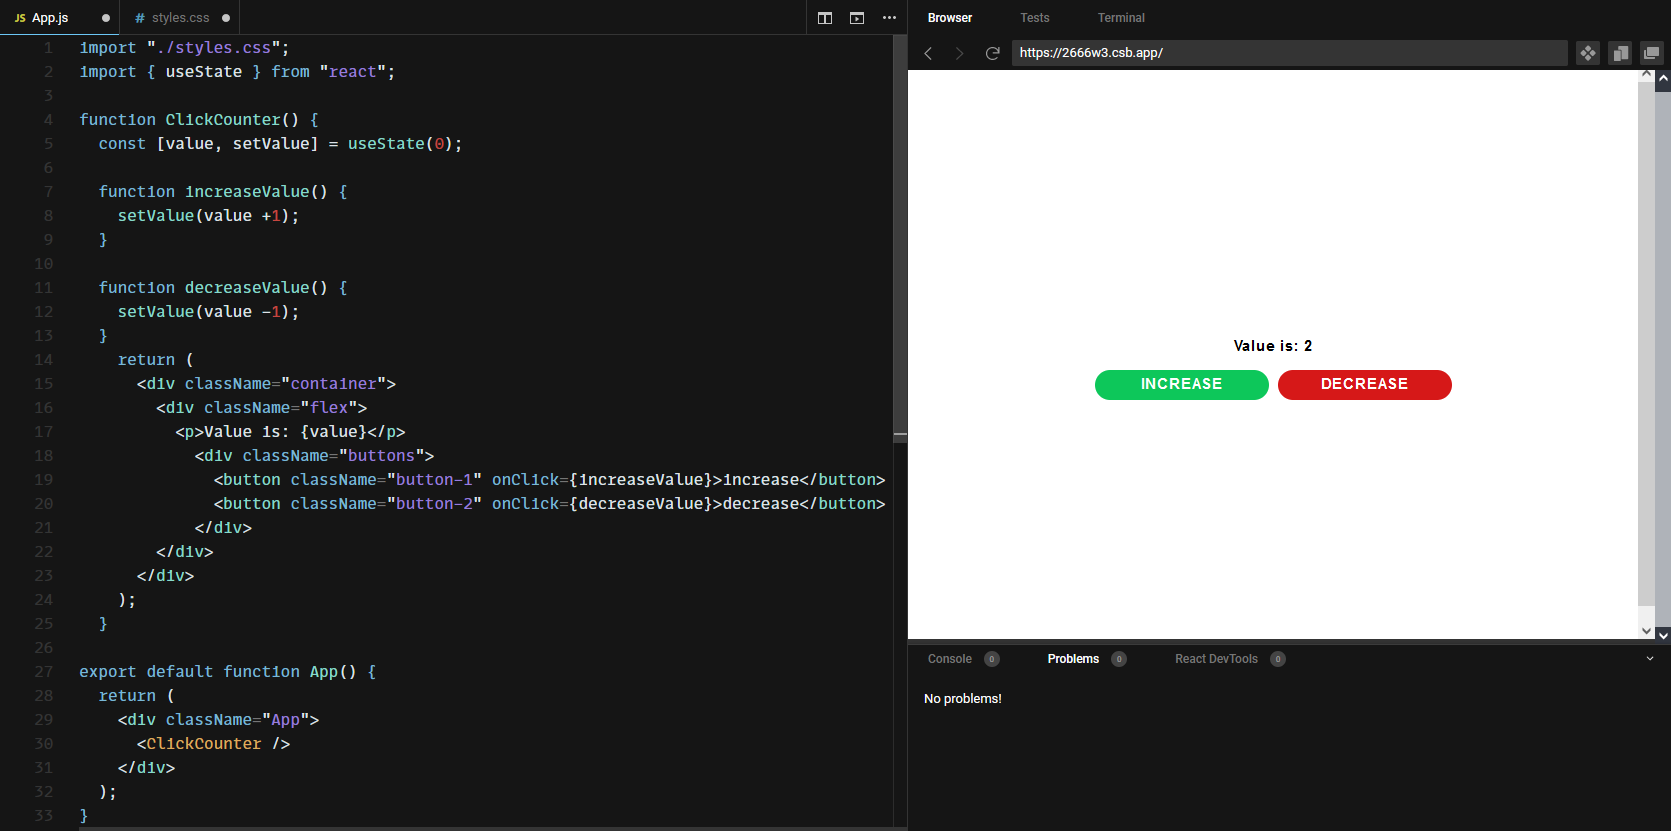 JS App.js
# styles.css
1 import "./styles.css";
2 import { useState } from "react";
3
4 function ClickCounter() {
5 const [value, setValue] = useState(0);
6
7 function increaseValue() {
8 setValue(value +1);
9 }
10
11 function decreaseValue() {
12 setValue(value -1);
13 }
14 return (
15 <div className="container">
16 <div className="flex">
17 <p>Value is: {value}</p>
18 <div className="buttons">
19 <button className="button-1" onClick={increaseValue}>increase</button>
20 <button className="button-2" onClick={decreaseValue}>decrease</button>
21 </div>
22 </div>
23 </div>
24 );
25 }
26
27 export default function App() {
28 return (
29 <div className="App">
30 <ClickCounter />
31 </div>
32 );
33 }
Browser Tests Terminal
https://2666w3.csb.app/
Value is: 2
INCREASE DECREASE
Console 0 Problems 0 React DevTools 0
No problems!